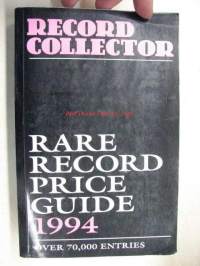 RECORD
COLLECTOR
RARE
RECORD
PRICE
GUIDE
1994
OVER 70,000 ENTRIES